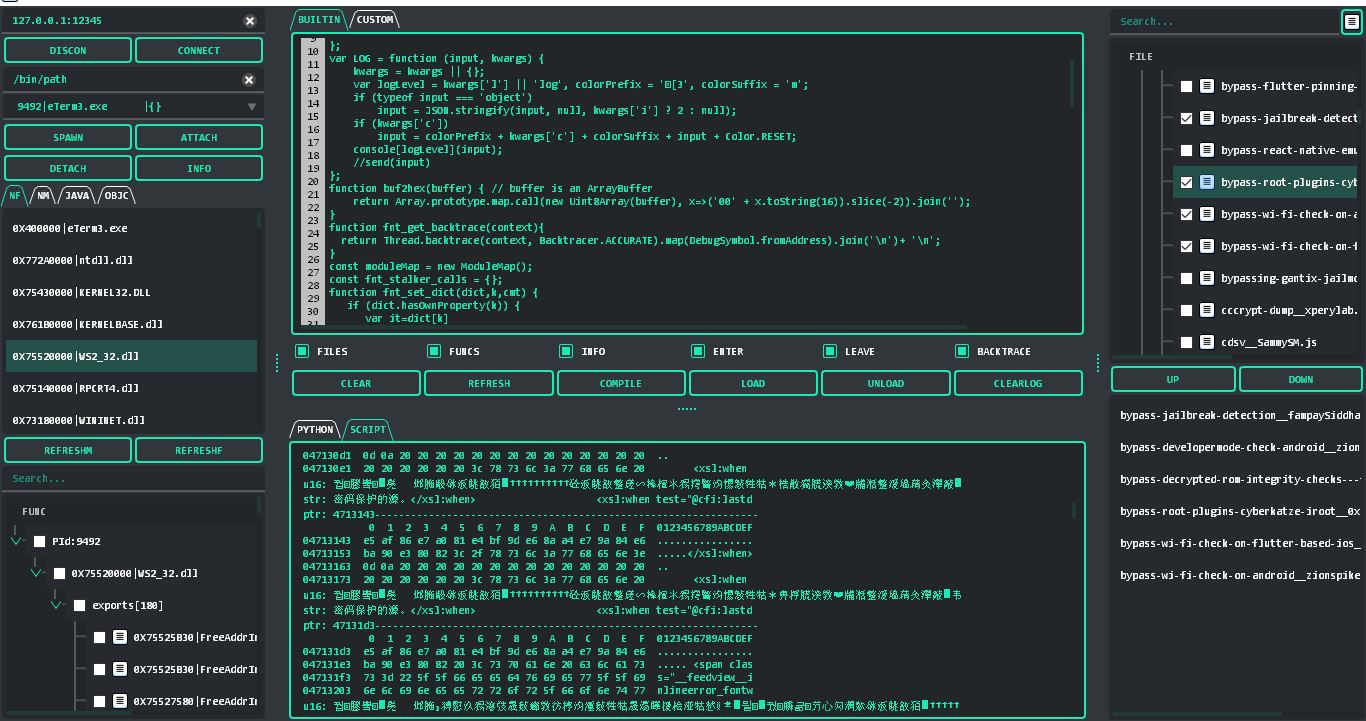 127.0.0.1:12345
DISCON
CONNECT
/bin/path
9492|eTerm3.exe |{}
SPAWN
ATTACH
DETACH
INFO
NF
NM
JAVA
OBJC
0X400000|eTerm3.exe
0X772A0000|ntdll.dll
0X75430000|KERNEL32.DLL
0X761B0000|KERNELBASE.dll
0X75520000|WS2_32.dll
0X75140000|RPCRT4.dll
0X73180000|WININET.dll
REFRESHM
REFRESHF
Search...
FUNC
PId:9492
0X75520000|WS2_32.dll
exports[180]
0X75525B30|FreeAddrIn
0X75525B30|FreeAddrIn
0X75527580|FreeAddrIn
BUILTIN
CUSTOM
10 };
11 var LOG = function (input, kwargs) {
12 kwargs = kwargs || {};
13 var logLevel = kwargs['l'] || 'log', colorPrefix = '[3', colorSuffix = 'm';
14 if (typeof input === 'object')
15 input = JSON.stringify(input, null, kwargs['i'] ? 2 : null);
16 if (kwargs['c'])
17 input = colorPrefix + kwargs['c'] + colorSuffix + input + Color.RESET;
18 console[logLevel](input);
19 //send(input)
20 };
21 function buf2hex(buffer) { // buffer is an ArrayBuffer
22 return Array.prototype.map.call(new Uint8Array(buffer), x=>('00' + x.toString(16)).slice(-2)).join('');
23 }
24 function fnt_get_backtrace(context){
25 return Thread.backtrace(context, Backtracer.ACCURATE).map(DebugSymbol.fromAddress).join('\n')+ '\n';
26 }
27 const moduleMap = new ModuleMap();
28 const fnt_stalker_calls = {};
29 function fnt_set_dict(dict,k,cmt) {
30 if (dict.hasOwnProperty(k)) {
31 var it=dict[k]
FILES
FUNCS
INFO
ENTER
LEAVE
BACKTRACE
CLEAR
REFRESH
COMPILE
LOAD
UNLOAD
CLEARLOG
PYTHON
SCRIPT
047130d1 0d 0a 20 20 20 20 20 20 20 20 20 20 20 20 20 20 ..
047130e1 20 20 20 20 20 20 3c 78 73 6c 3a 77 68 65 6e 20 <xsl:when
u16:
str: 密码保护的源。</xsl:when> <xsl:when test="@cfi:lastd
ptr: 4713143---------------------------------------------------------------
0 1 2 3 4 5 6 7 8 9 A B C D E F 0123456789ABCDEF
04713143 e5 af 86 e7 a0 81 e4 bf 9d e6 8a a4 e7 9a 84 e6 ................
04713153 ba 90 e3 80 82 3c 2f 78 73 6c 3a 77 68 65 6e 3e .....</xsl:when>
04713163 0d 0a 20 20 20 20 20 20 20 20 20 20 20 20 20 20 ..
04713173 20 20 20 20 20 20 3c 78 73 6c 3a 77 68 65 6e 20 <xsl:when
u16:
str: 密码保护的源。</xsl:when> <xsl:when test="@cfi:lastd
ptr: 47131d3---------------------------------------------------------------
0 1 2 3 4 5 6 7 8 9 A B C D E F 0123456789ABCDEF
047131d3 e5 af 86 e7 a0 81 e4 bf 9d e6 8a a4 e7 9a 84 e6 ................
047131e3 ba 90 e3 80 82 20 3c 73 70 61 6e 20 63 6c 61 73 ..... <span clas
047131f3 73 3d 22 5f 5f 66 65 65 64 76 69 65 77 5f 5f 69 s="__feedview__i
04713203 6e 6c 69 6e 65 65 72 72 6f 72 5f 66 6f 6e 74 77 nlineerror_fontw
u16:
Search...
FILE
bypass-flutter-pinning-
bypass-jailbreak-detect
bypass-react-native-emu
bypass-root-plugins-cyb
bypass-wi-fi-check-on-a
bypass-wi-fi-check-on-f
bypassing-gantix-jailmo
cccrypt-dump__xperylab.
cdsv__SammySM.js
UP
DOWN
bypass-jailbreak-detection__fampaySiddha
bypass-developermode-check-android__zion
bypass-decrypted-rom-integrity-checks---
bypass-root-plugins-cyberkatze-iroot__0x
bypass-wi-fi-check-on-flutter-based-ios_
bypass-wi-fi-check-on-android__zionspike